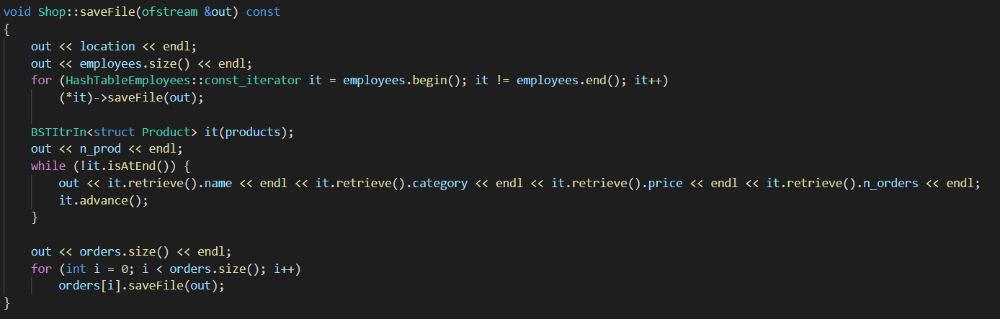 void Shop::saveFile(ofstream &out) const
{
    out << location << endl;
    out << employees.size() << endl;
    for (HashTableEmployees::const_iterator it = employees.begin(); it != employees.end(); it++)
        (*it)->saveFile(out);

    BSTItrIn<struct Product> it(products);
    out << n_prod << endl;
    while (!it.isAtEnd()) {
        out << it.retrieve().name << endl << it.retrieve().category << endl << it.retrieve().price << endl << it.retrieve().n_orders << endl;
        it.advance();
    }

    out << orders.size() << endl;
    for (int i = 0; i < orders.size(); i++)
        orders[i].saveFile(out);
}